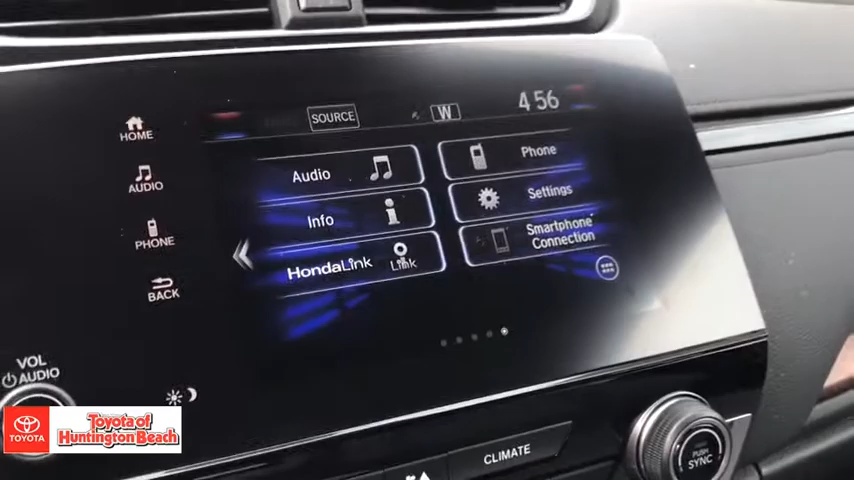 HOME
AUDIO
PHONE
BACK
VOL
AUDIO
SOURCE
W
4:56
Audio
Phone
Info
Settings
HondaLink
Link
Smartphone
Connection
CLIMATE
PUSH
SYNC
TOYOTA
Toyota of
Huntington Beach